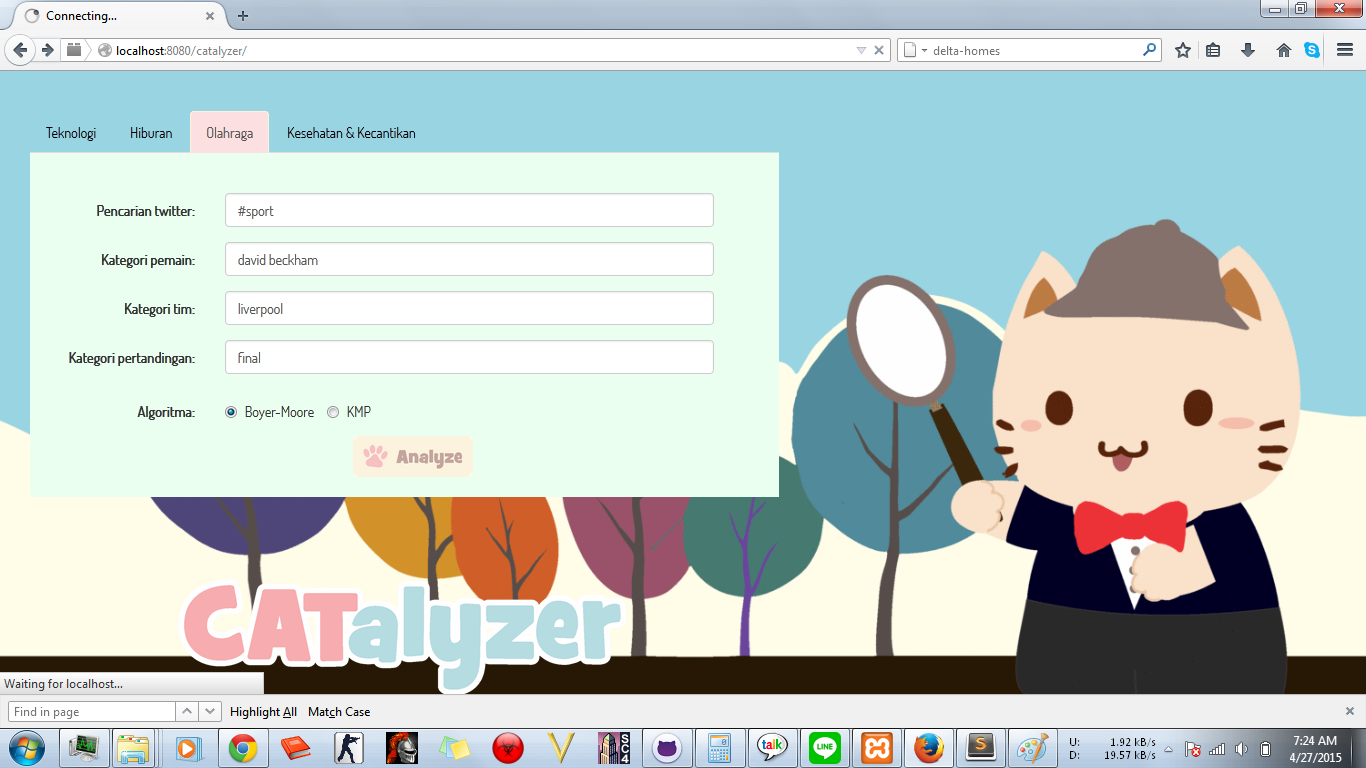 Connecting...
localhost:8080/catalyzer/
delta-homes
Teknologi
Hiburan
Olahraga
Kesehatan & Kecantikan
Pencarian twitter:
#sport
Kategori pemain:
david beckham
Kategori tim:
liverpool
Kategori pertandingan:
final
Algoritma:
Boyer-Moore
KMP
Analyze
CATalyzer
Waiting for localhost...
Find in page
Highlight All
Match Case
SC4
talk
LINE
S
U: 1.92 kB/s
D: 19.57 kB/s
7:24 AM
4/27/2015